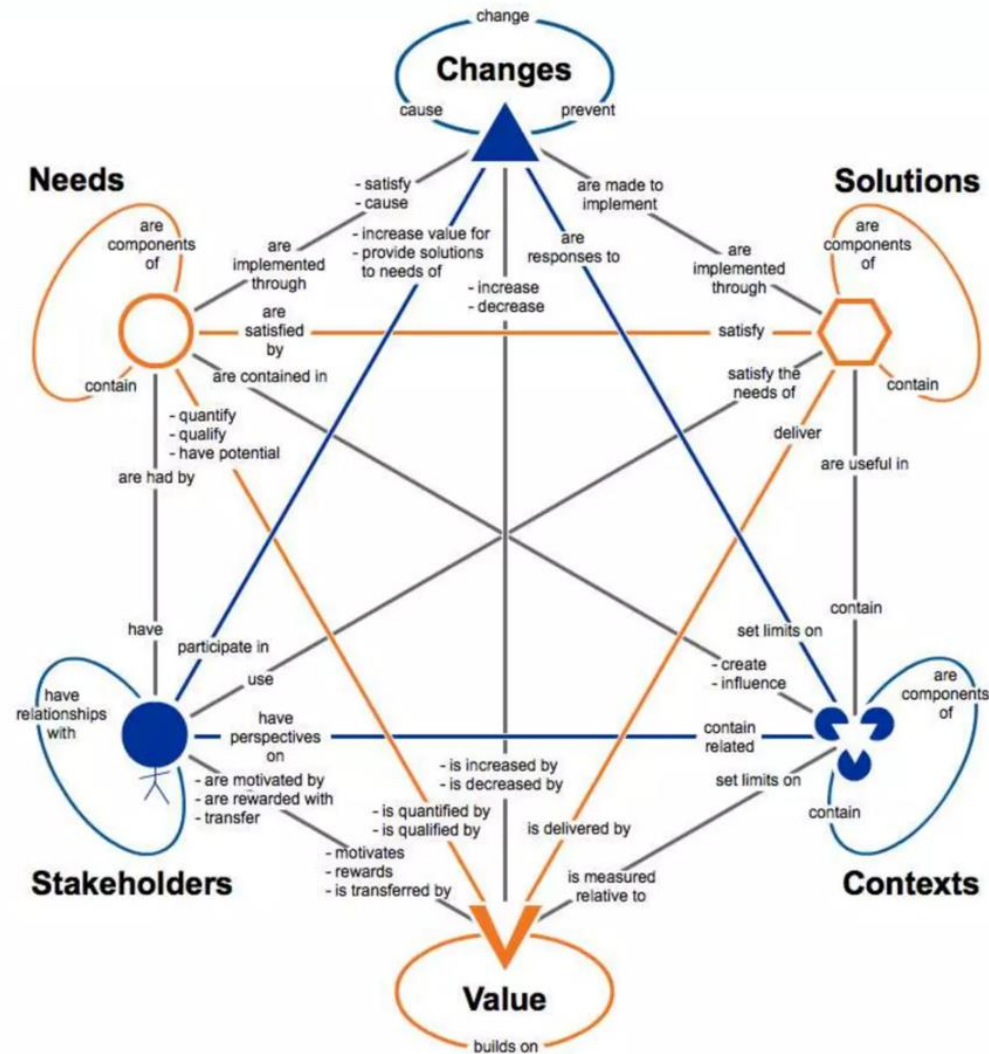 change
Changes
cause
prevent
Needs
Solutions
- satisfy
- cause
are made to
implement
are
components
of
are
components
of
- increase value for
- provide solutions
to needs of
are
implemented
through
are
responses to
are
implemented
through
- increase
- decrease
are
satisfied
by
satisfy
are contained in
contain
satisfy the
needs of
contain
- quantify
- qualify
- have potential
deliver
are had by
are useful in
contain
have
set limits on
participate in
use
- create
- influence
have
relationships
with
are
components
of
have
perspectives
on
contain
related
- is increased by
- is decreased by
- are motivated by
- are rewarded with
- transfer
set limits on
contain
- is quantified by
- is qualified by
is delivered by
- motivates
- rewards
- is transferred by
is measured
relative to
Stakeholders
Contexts
Value
builds on